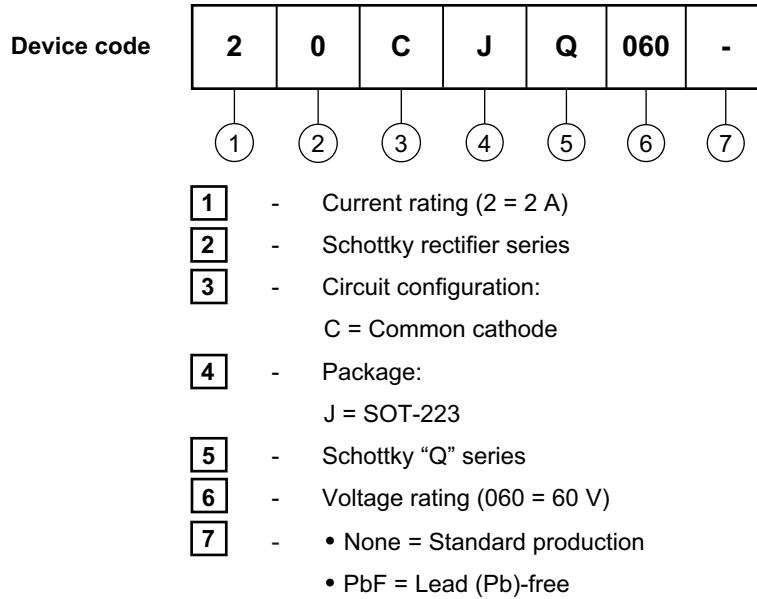 Device code 2 0 C J Q 060 -
1 2 3 4 5 6 7
1 - Current rating (2 = 2 A)
2 - Schottky rectifier series
3 - Circuit configuration:
C = Common cathode
4 - Package:
J = SOT-223
5 - Schottky “Q” series
6 - Voltage rating (060 = 60 V)
7 - • None = Standard production
• PbF = Lead (Pb)-free